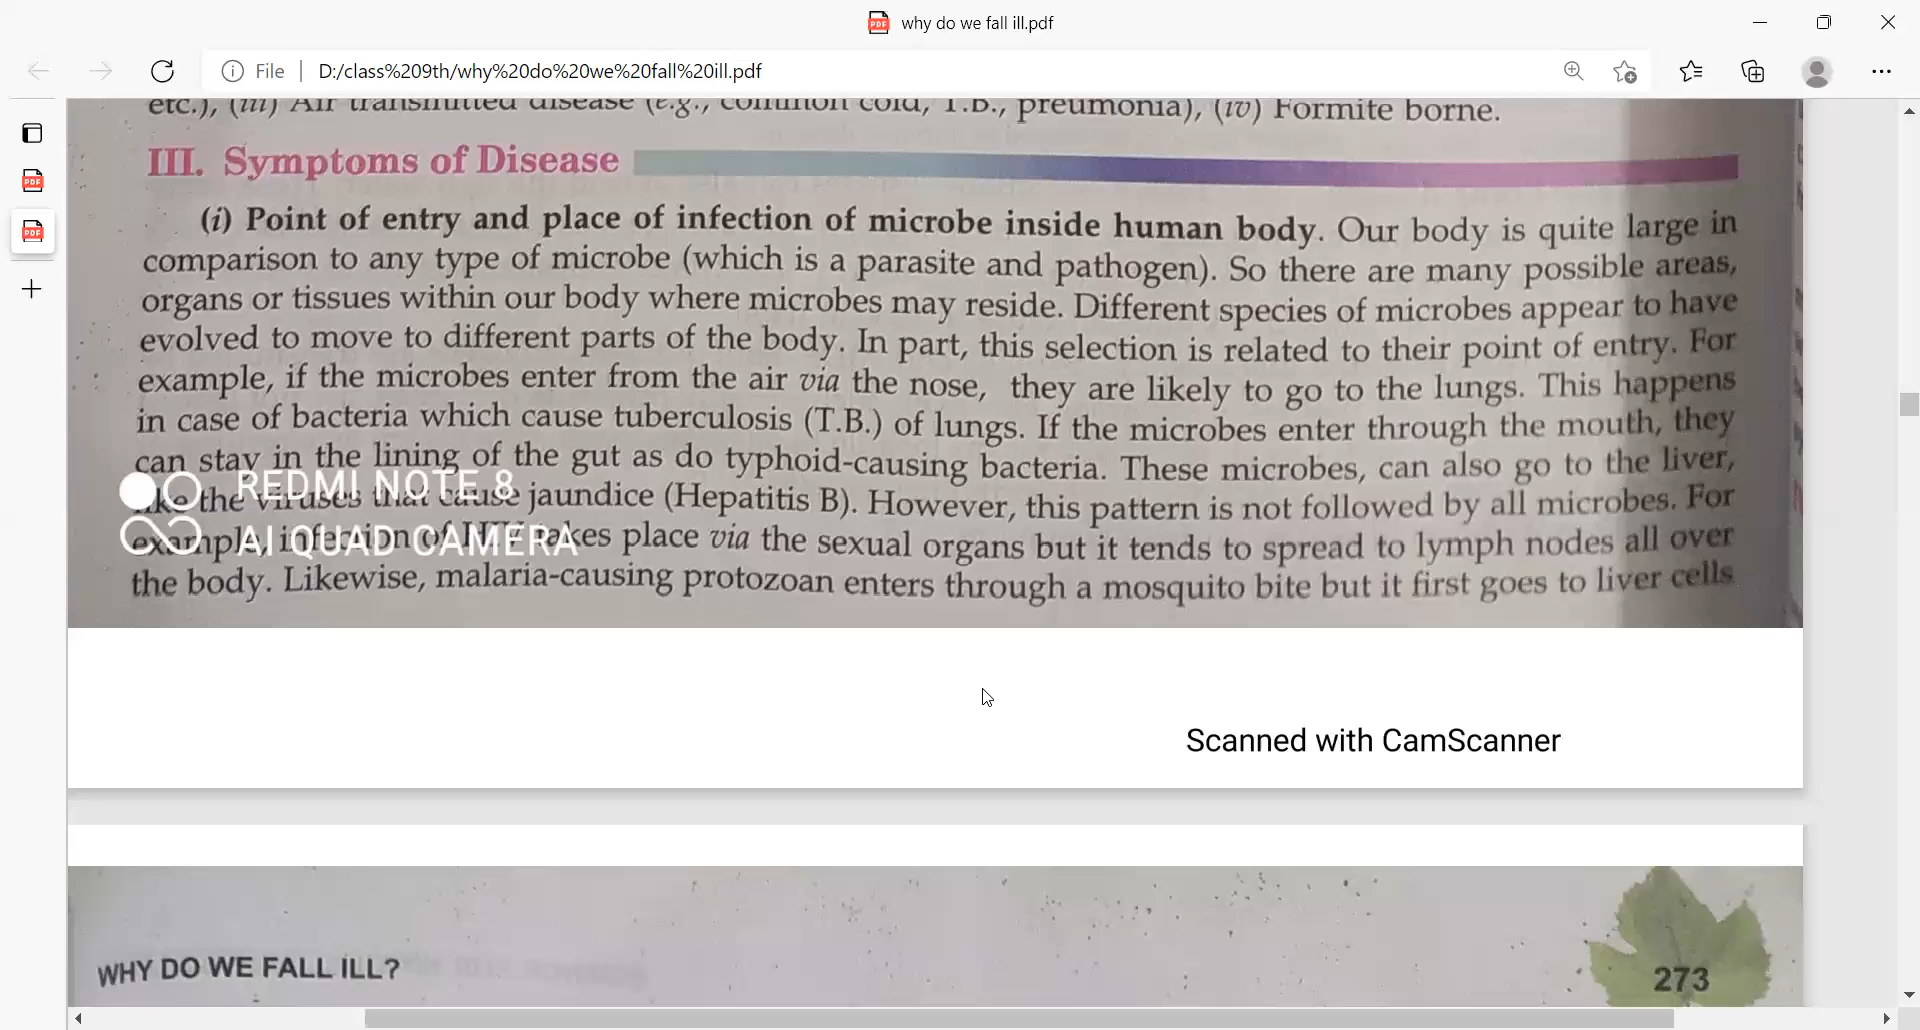 why do we fall ill.pdf
File
D:/class%209th/why%20do%20we%20fall%20ill.pdf
etc.), (iii) Air transmitted disease (e.g., common cold, T.B., preumonia), (iv) Formite borne.
III. Symptoms of Disease
(i) Point of entry and place of infection of microbe inside human body. Our body is quite large in
comparison to any type of microbe (which is a parasite and pathogen). So there are many possible areas,
organs or tissues within our body where microbes may reside. Different species of microbes appear to have
evolved to move to different parts of the body. In part, this selection is related to their point of entry. For
example, if the microbes enter from the air via the nose, they are likely to go to the lungs. This happens
in case of bacteria which cause tuberculosis (T.B.) of lungs. If the microbes enter through the mouth, they
can stay in the lining of the gut as do typhoid-causing bacteria. These microbes, can also go to the liver,
the viruses that cause jaundice (Hepatitis B). However, this pattern is not followed by all microbes. For
example, infection of takes place via the sexual organs but it tends to spread to lymph nodes all over
the body. Likewise, malaria-causing protozoan enters through a mosquito bite but it first goes to liver cells
REDMI NOTE 8
AI QUAD CAMERA
Scanned with CamScanner
WHY DO WE FALL ILL?
273